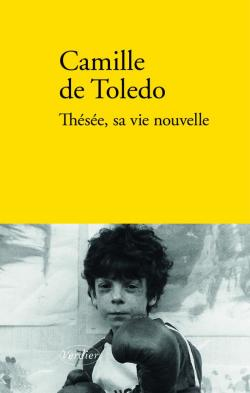 Camille
de Toledo
Thésée, sa vie nouvelle
Verdier